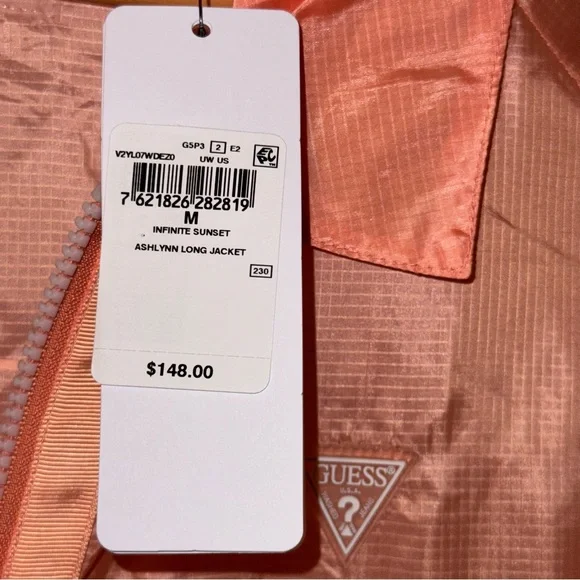 G5P3 2 E2
V2YL07WDEZ0 UW US
7 621826 282819
M
INFINITE SUNSET
ASHLYNN LONG JACKET
230
$148.00
GUESS®
?